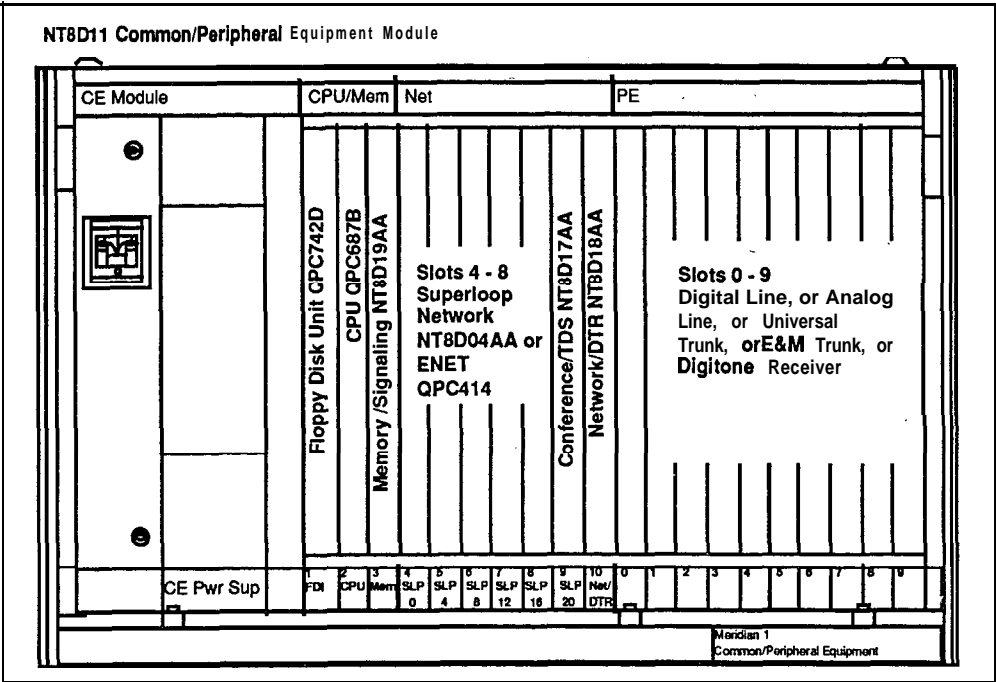 NT8D11 Common/Peripheral Equipment Module
CE Module
CPU/Mem
Net
PE
Floppy Disk Unit QPC742D
CPU QPC687B
Memory /Signaling NT8D19AA
Slots 4 - 8
Superloop
Network
NT8D04AA or
ENET
QPC414
Conference/TDS NT8D17AA
Network/DTR NT8D18AA
Slots 0 - 9
Digital Line, or Analog
Line, or Universal
Trunk, orE&M Trunk, or
Digitone Receiver
CE Pwr Sup
1 2 3 4 5 6 7 8 9 10 0 1 2 3 4 5 6 7 8 9
FDI CPU Mem SLP SLP SLP SLP SLP SLP Net/
0 4 8 12 16 20 DTR
Meridian 1
Common/Peripheral Equipment